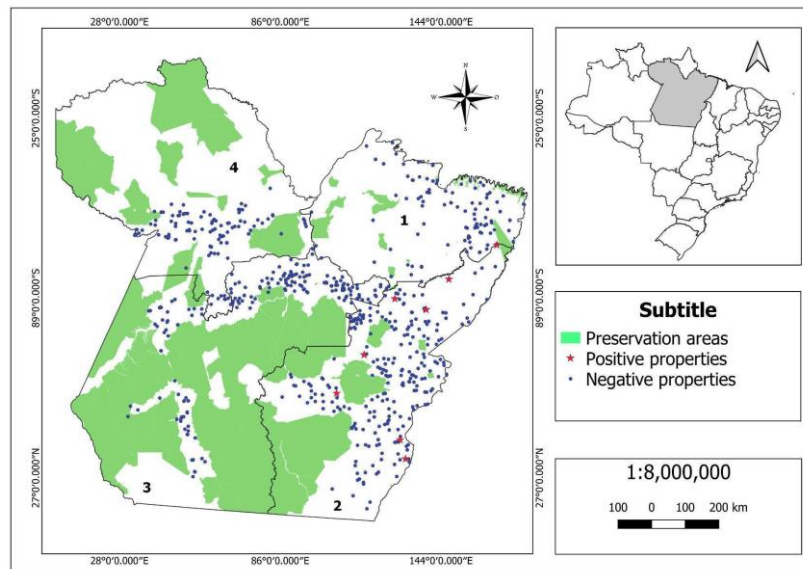 28°0'0.000"E 86°0'0.000"E 144°0'0.000"E
25°0'0.000"S
25°0'0.000"S
N
W O
S
4
1
89°0'0.000"S
89°0'0.000"S
Subtitle
Preservation areas
Positive properties
Negative properties
27°0'0.000"N
27°0'0.000"N
3
2
1:8,000,000
100 0 100 200 km
28°0'0.000"E 86°0'0.000"E 144°0'0.000"E